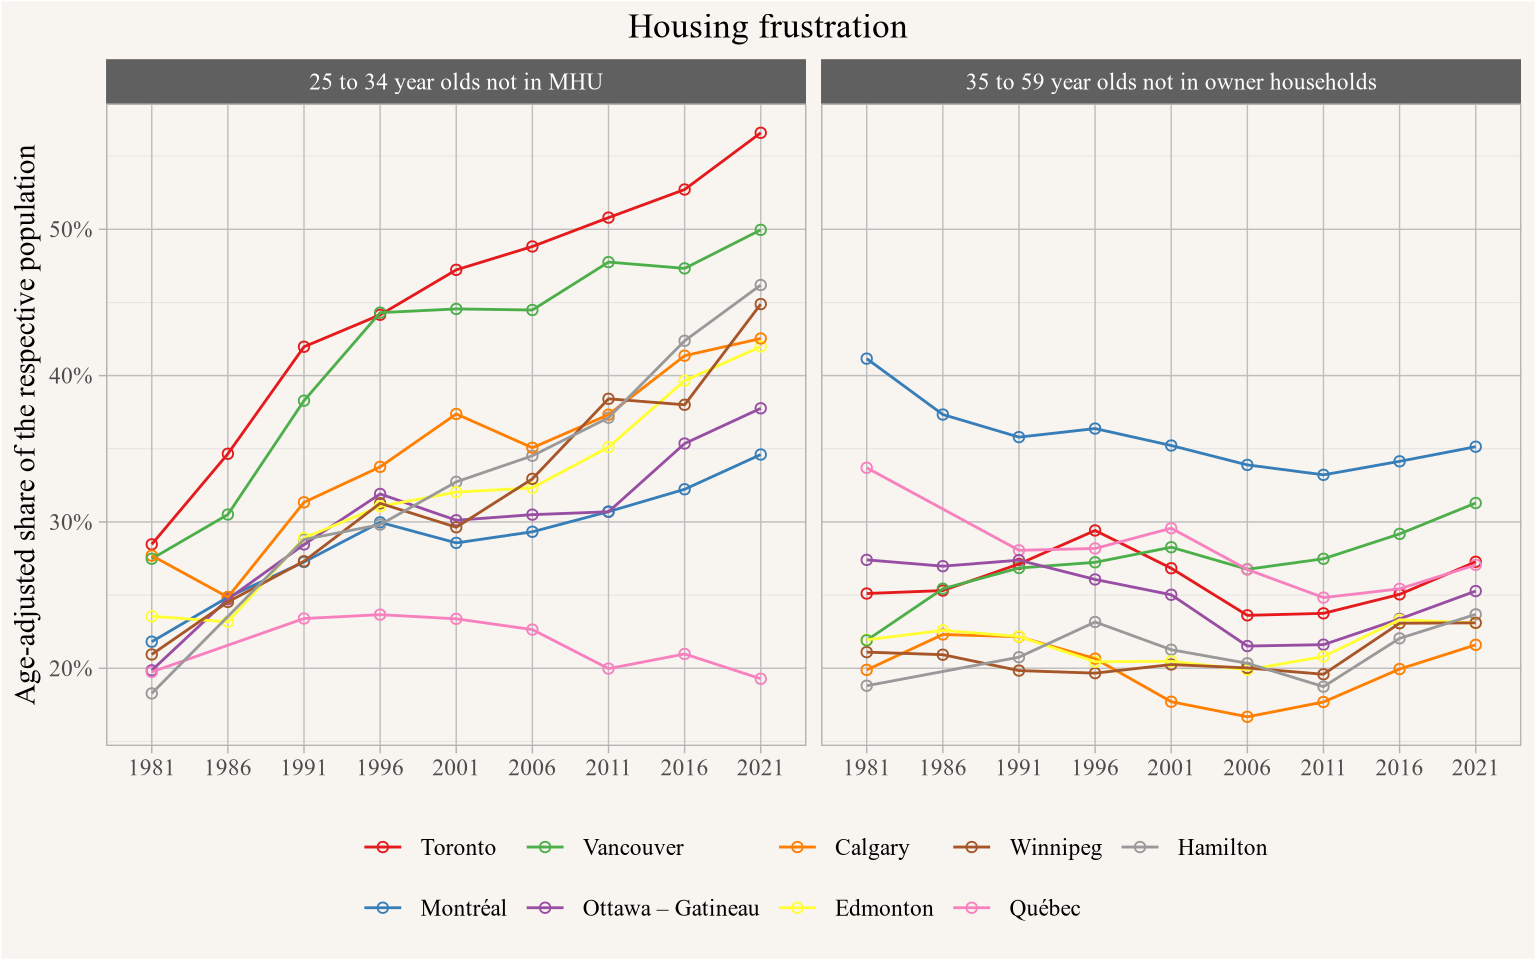 Housing frustration
25 to 34 year olds not in MHU
35 to 59 year olds not in owner households
Age-adjusted share of the respective population
50%
40%
30%
20%
1981 1986 1991 1996 2001 2006 2011 2016 2021
1981 1986 1991 1996 2001 2006 2011 2016 2021
Toronto Vancouver Calgary Winnipeg Hamilton
Montréal Ottawa – Gatineau Edmonton Québec